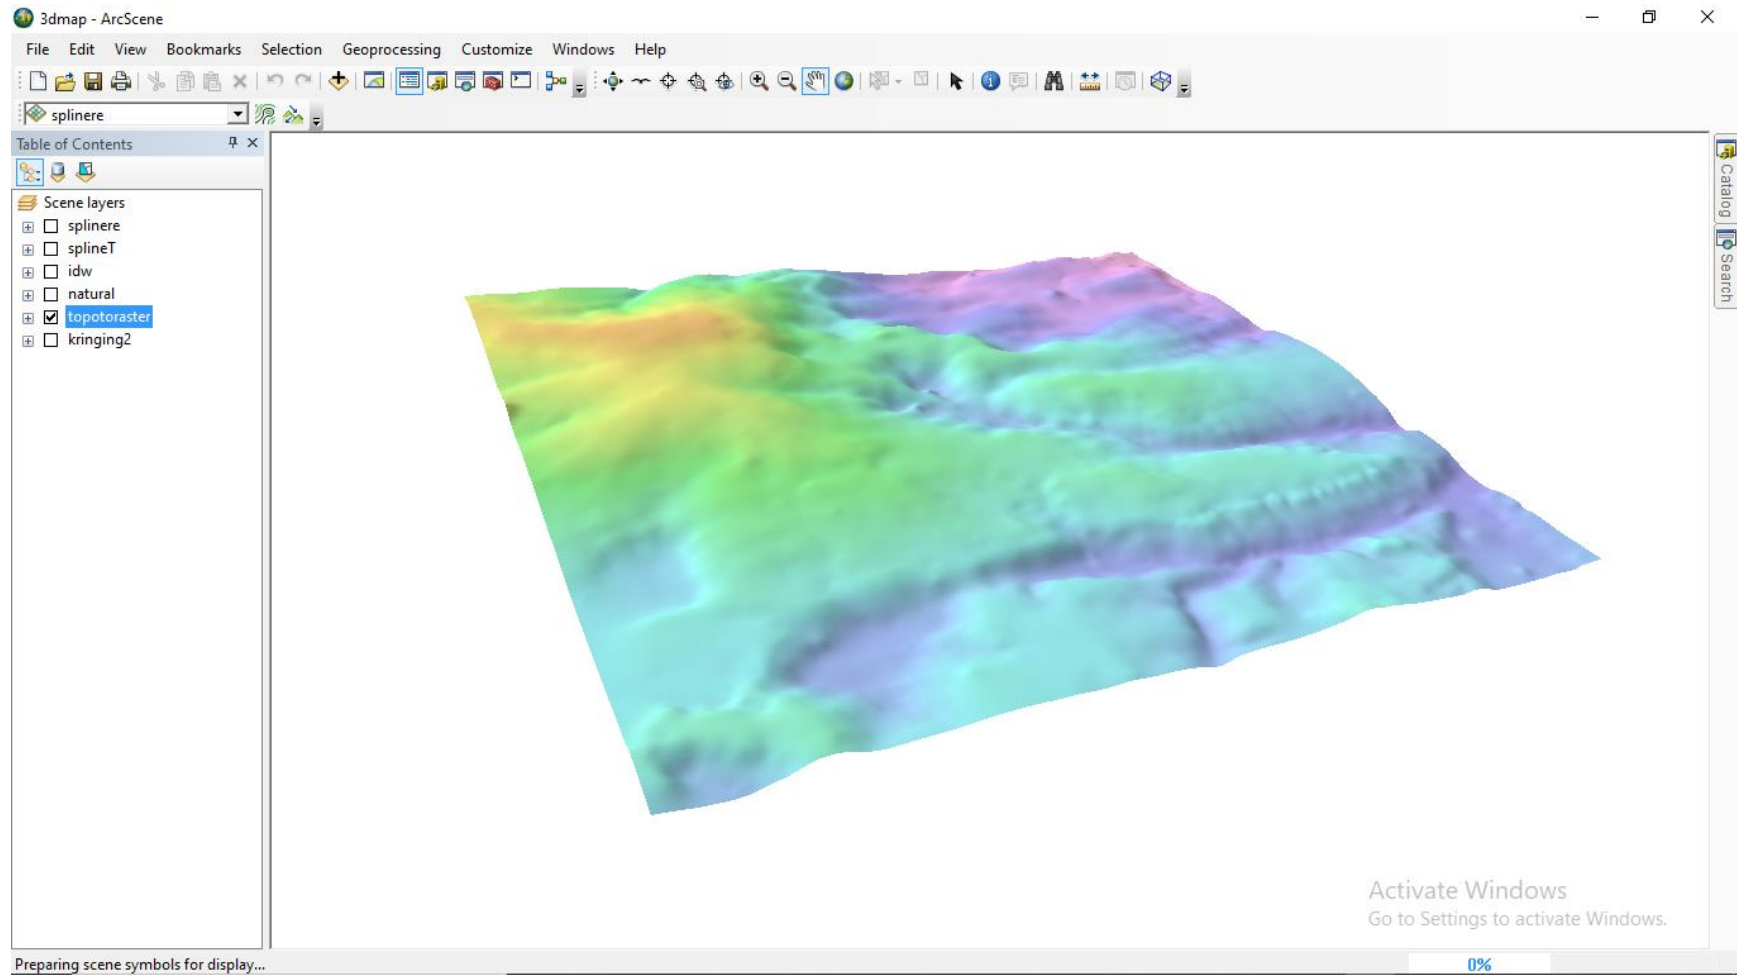 3dmap - ArcScene
File Edit View Bookmarks Selection Geoprocessing Customize Windows Help
splinere
Table of Contents
Scene layers
splinere
splineT
idw
natural
topotoraster
kringing2
Catalog
Search
Activate Windows
Go to Settings to activate Windows.
Preparing scene symbols for display...
0%